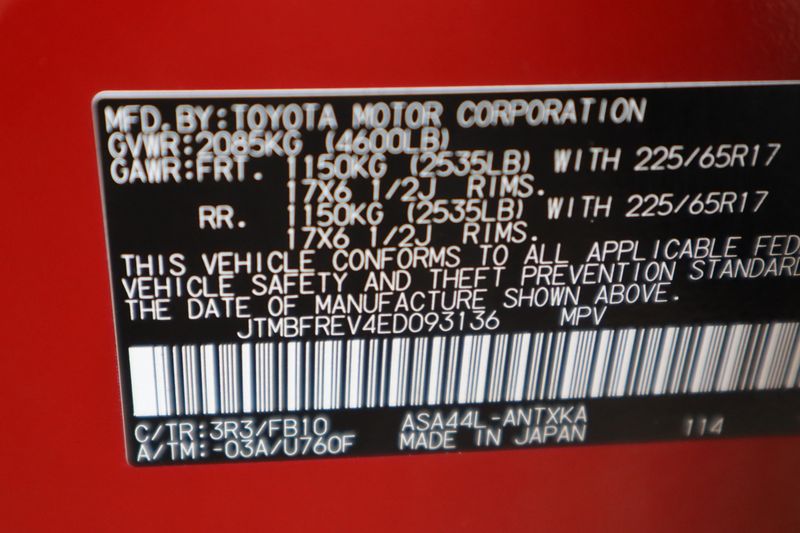 MFD.BY:TOYOTA MOTOR CORPORATION
GVWR:2085KG (4600LB)
GAWR:FRT. 1150KG (2535LB) WITH 225/65R17
17X6 1/2J RIMS.
RR. 1150KG (2535LB) WITH 225/65R17
17X6 1/2J RIMS.
THIS VEHICLE CONFORMS TO ALL APPLICABLE FED
VEHICLE SAFETY AND THEFT PREVENTION STANDARD
THE DATE OF MANUFACTURE SHOWN ABOVE.
JTMBFREV4ED093136 MPV
C/TR:3R3/FB10 ASA44L-ANTXKA 114
A/TM:-03A/U760F MADE IN JAPAN